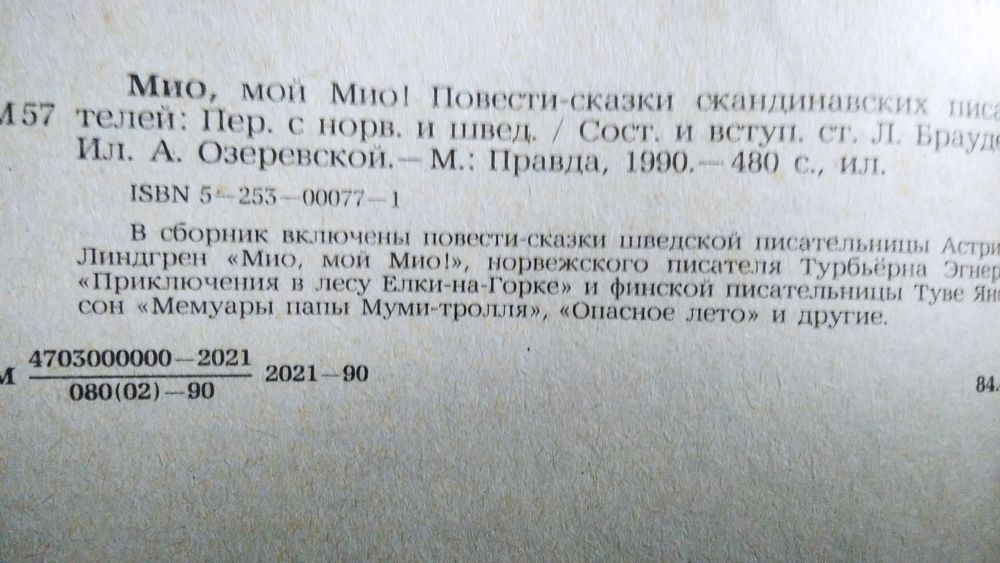 Мио, мой Мио! Повести-сказки скандинавских писа
М57 телей: Пер. с норв. и швед. / Сост. и вступ. ст. Л. Брауде
Ил. А. Озеревской.— М.: Правда, 1990.— 480 с., ил.
ISBN 5—253—00077—1
В сборник включены повести-сказки шведской писательницы Астри
Линдгрен «Мио, мой Мио!», норвежского писателя Турбьёрна Эгнер
«Приключения в лесу Елки-на-Горке» и финской писательницы Туве Ян
сон «Мемуары папы Муми-тролля», «Опасное лето» и другие.
М 4703000000—2021
080(02)—90 2021—90
84.